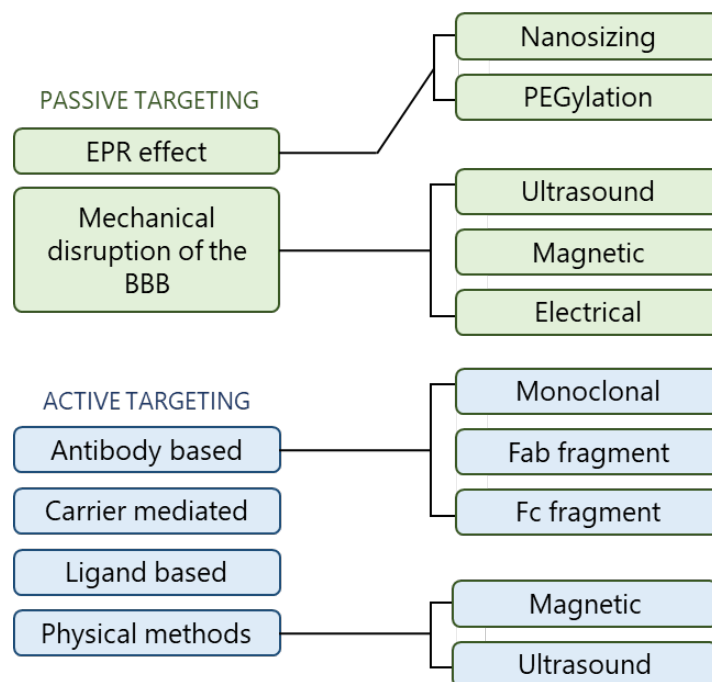 PASSIVE TARGETING
EPR effect
Mechanical
disruption of the
BBB
Nanosizing
PEGylation
Ultrasound
Magnetic
Electrical
ACTIVE TARGETING
Antibody based
Carrier mediated
Ligand based
Physical methods
Monoclonal
Fab fragment
Fc fragment
Magnetic
Ultrasound